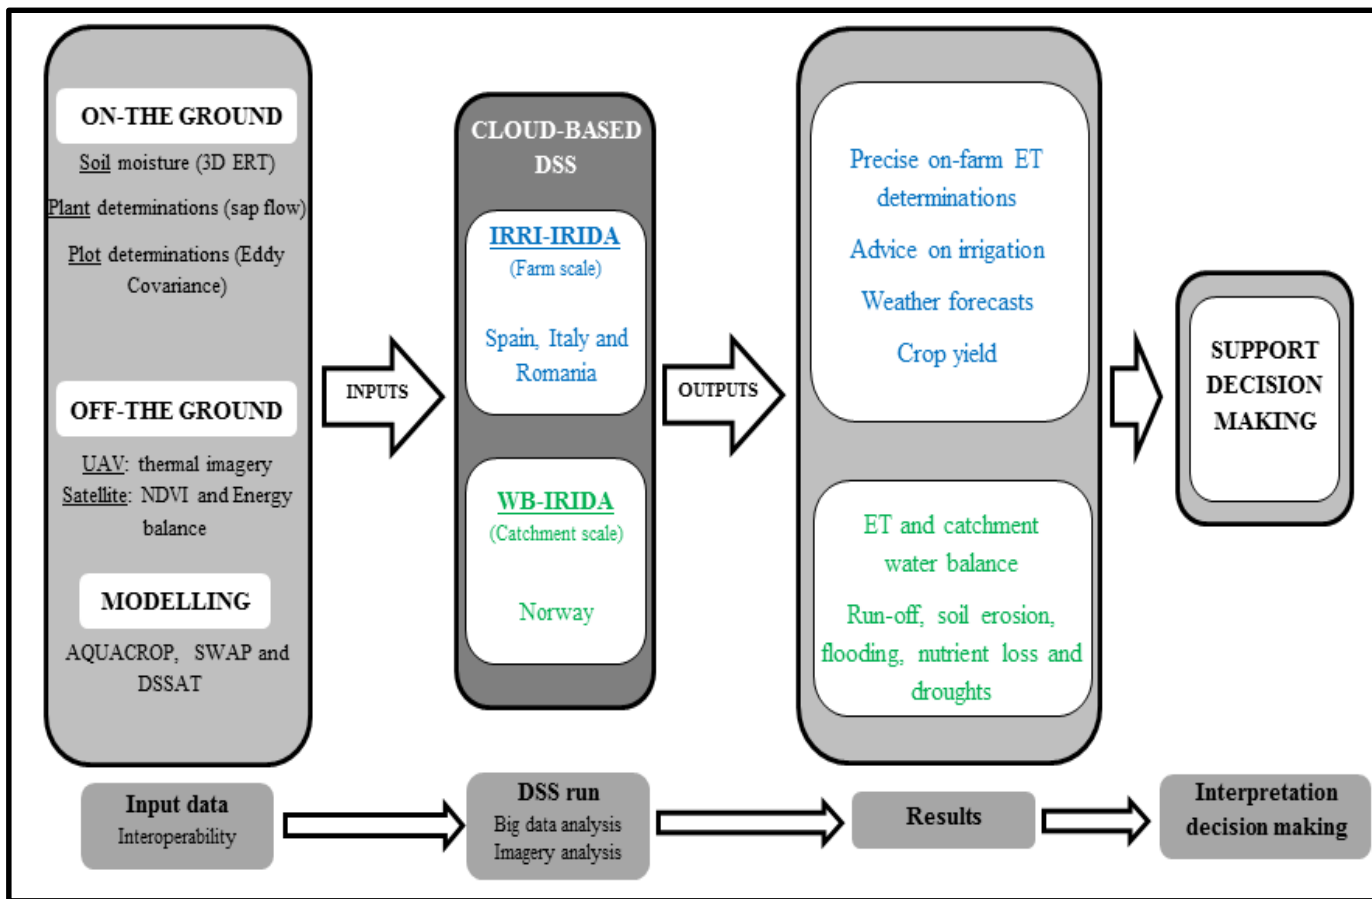 ON-THE GROUND
Soil moisture (3D ERT)
Plant determinations (sap flow)
Plot determinations (Eddy
Covariance)
OFF-THE GROUND
UAV: thermal imagery
Satellite: NDVI and Energy
balance
MODELLING
AQUACROP, SWAP and
DSSAT
INPUTS
CLOUD-BASED
DSS
IRRI-IRIDA
(Farm scale)
Spain, Italy and
Romania
WB-IRIDA
(Catchment scale)
Norway
OUTPUTS
Precise on-farm ET
determinations
Advice on irrigation
Weather forecasts
Crop yield
ET and catchment
water balance
Run-off, soil erosion,
flooding, nutrient loss and
droughts
SUPPORT
DECISION
MAKING
Input data
Interoperability
DSS run
Big data analysis
Imagery analysis
Results
Interpretation
decision making